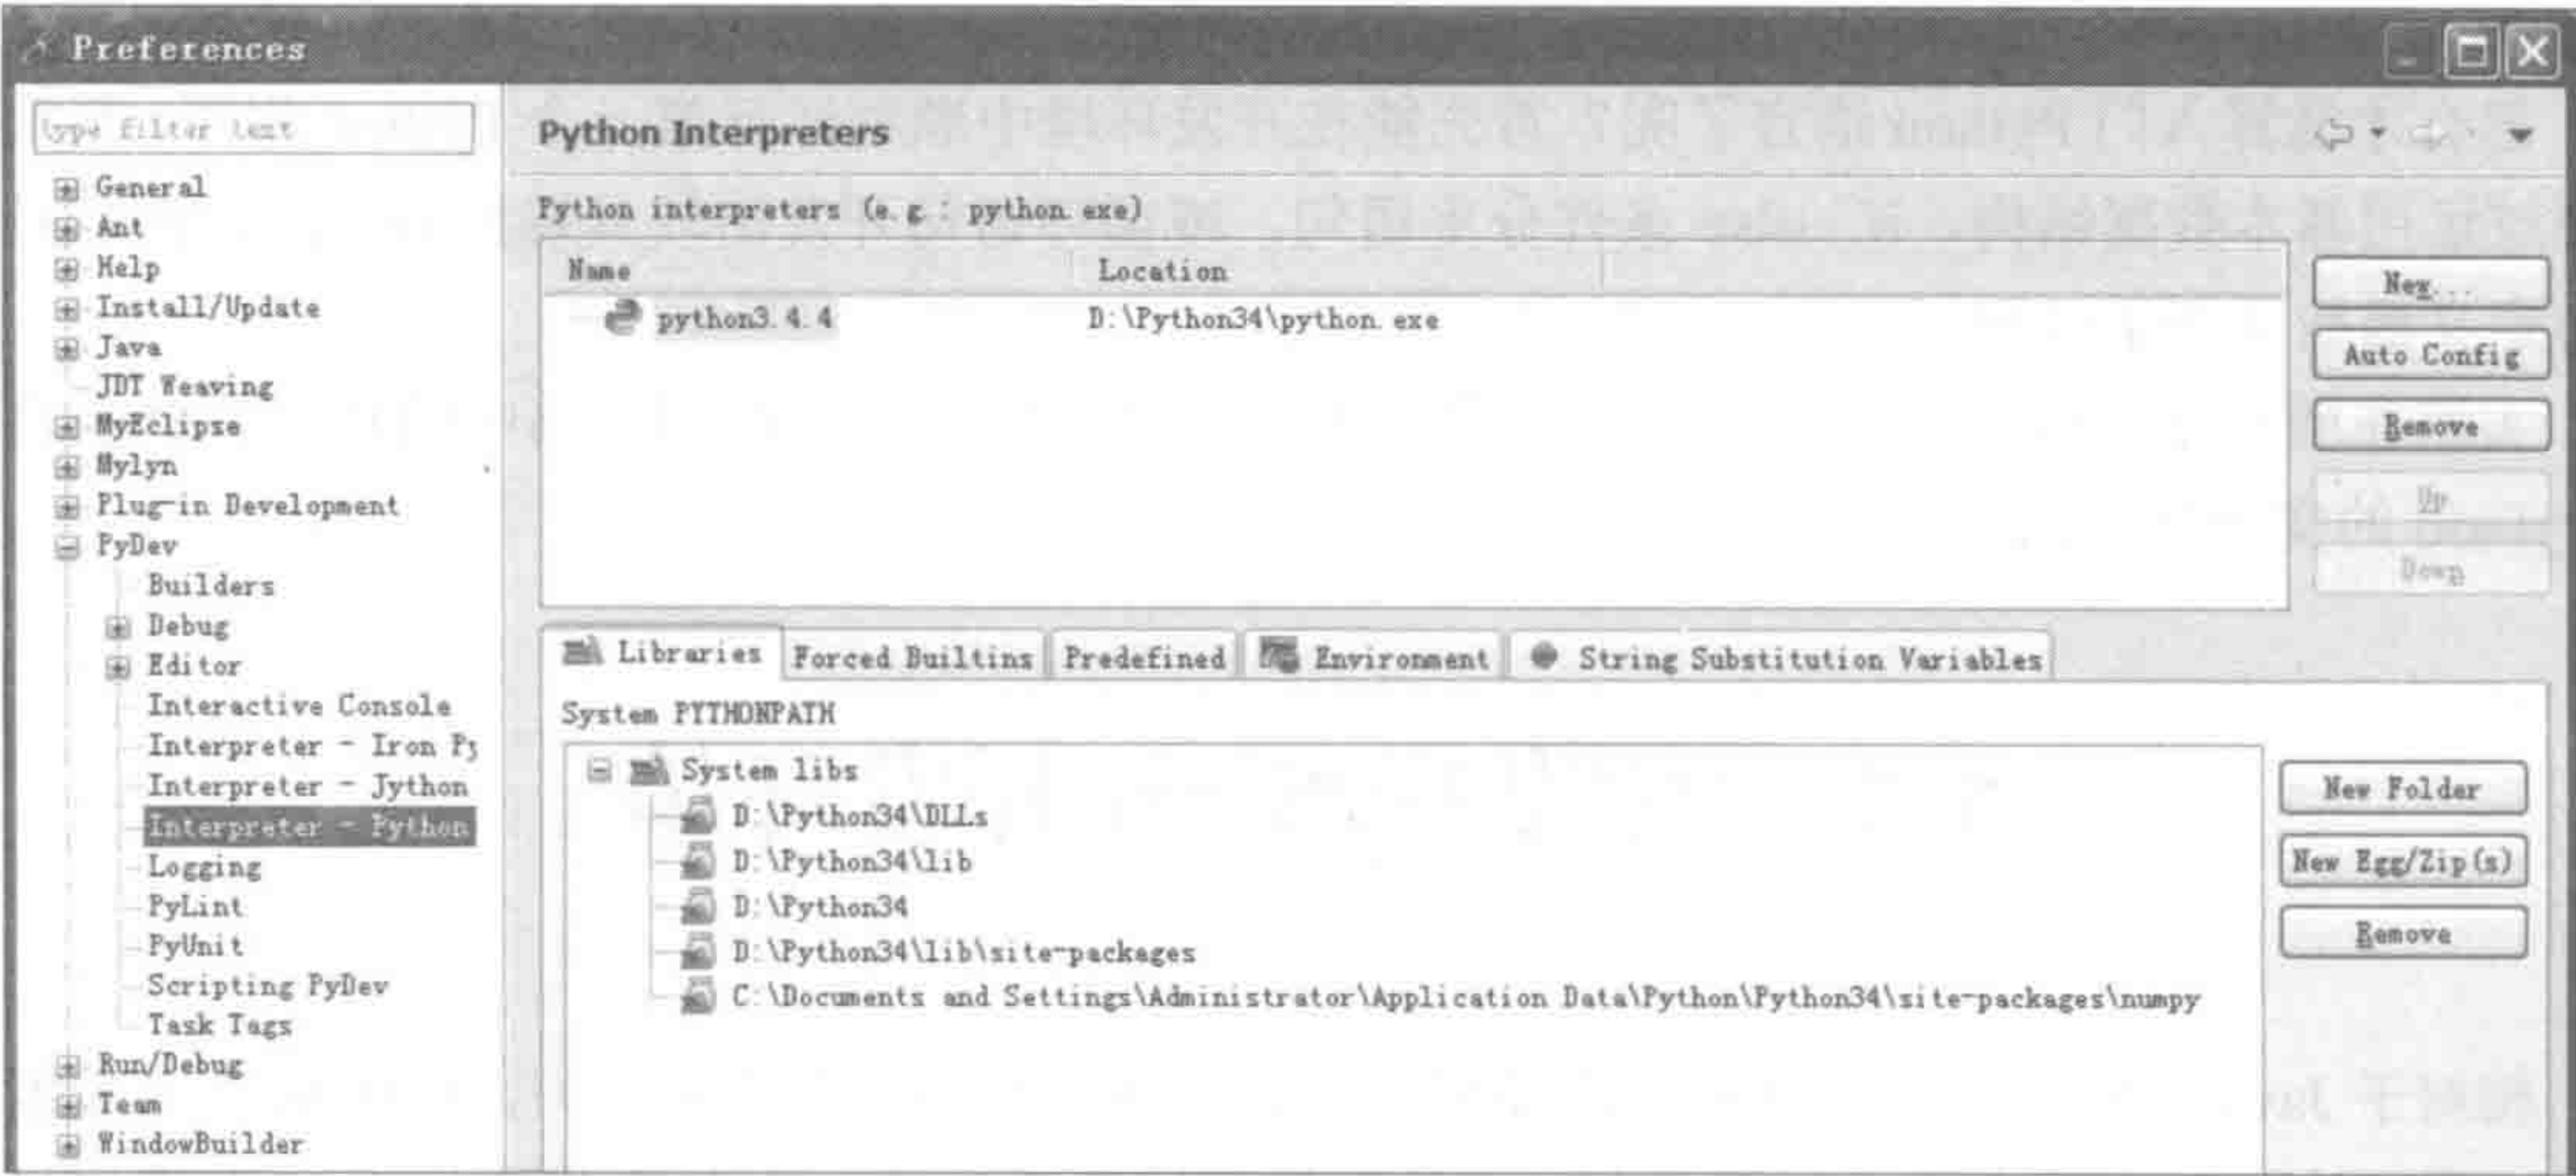 Preferences
type filter text
General
Ant
Help
Install/Update
Java
JDT Weaving
MyEclipse
Mylyn
Plug-in Development
PyDev
Builders
Debug
Editor
Interactive Console
Interpreter - Iron Py
Interpreter - Jython
Interpreter - Python
Logging
PyLint
PyUnit
Scripting PyDev
Task Tags
Run/Debug
Team
WindowBuilder
Python Interpreters
Python interpreters (e.g.: python.exe)
Name Location
python3.4.4 D:\Python34\python.exe
New...
Auto Config
Remove
Up
Down
Libraries Forced Builtins Predefined Environment String Substitution Variables
System PYTHONPATH
System libs
D:\Python34\DLLs
D:\Python34\lib
D:\Python34
D:\Python34\lib\site-packages
C:\Documents and Settings\Administrator\Application Data\Python\Python34\site-packages\numpy
New Folder
New Egg/Zip(s)
Remove